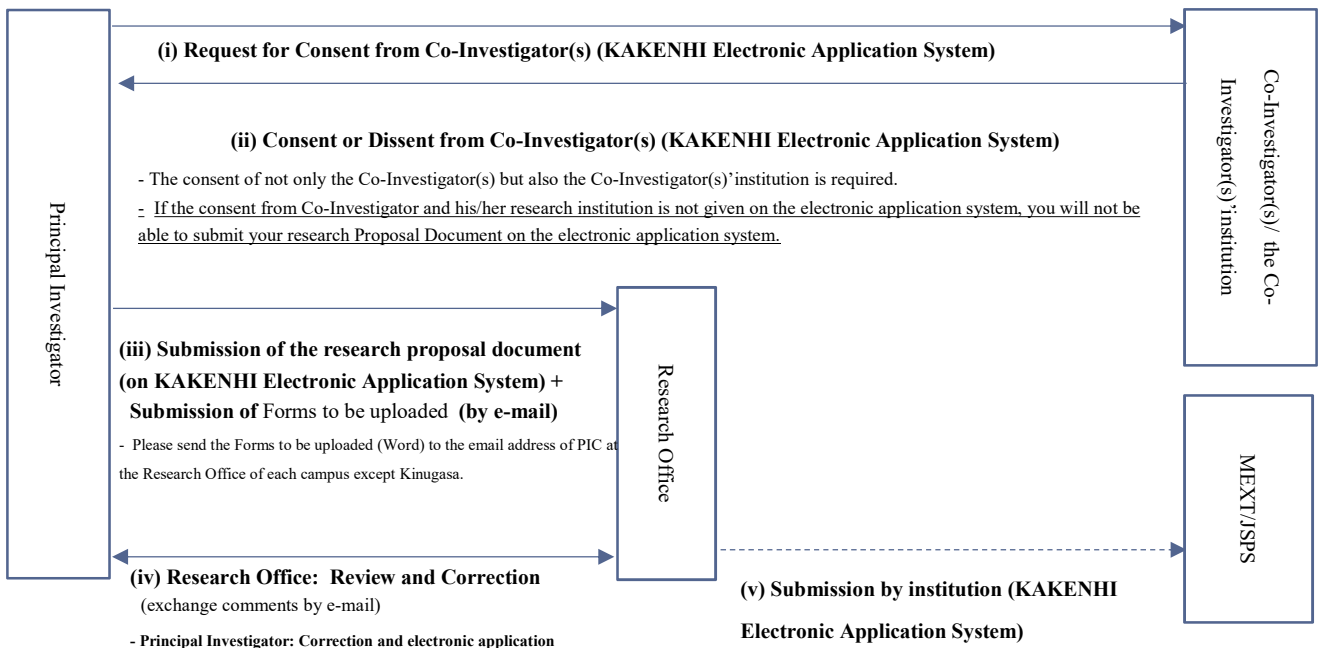 (i) Request for Consent from Co-Investigator(s) (KAKENHI Electronic Application System)
(ii) Consent or Dissent from Co-Investigator(s) (KAKENHI Electronic Application System)
- The consent of not only the Co-Investigator(s) but also the Co-Investigator(s)’institution is required.
- If the consent from Co-Investigator and his/her research institution is not given on the electronic application system, you will not be
able to submit your research Proposal Document on the electronic application system.
Principal Investigator
Co-Investigator(s)/ the Co-
Investigator(s)’institution
(iii) Submission of the research proposal document
(on KAKENHI Electronic Application System) +
Submission of Forms to be uploaded (by e-mail)
- Please send the Forms to be uploaded (Word) to the email address of PIC at
the Research Office of each campus except Kinugasa.
Research Office
MEXT/JSPS
(iv) Research Office: Review and Correction
(exchange comments by e-mail)
- Principal Investigator: Correction and electronic application
(v) Submission by institution (KAKENHI
Electronic Application System)